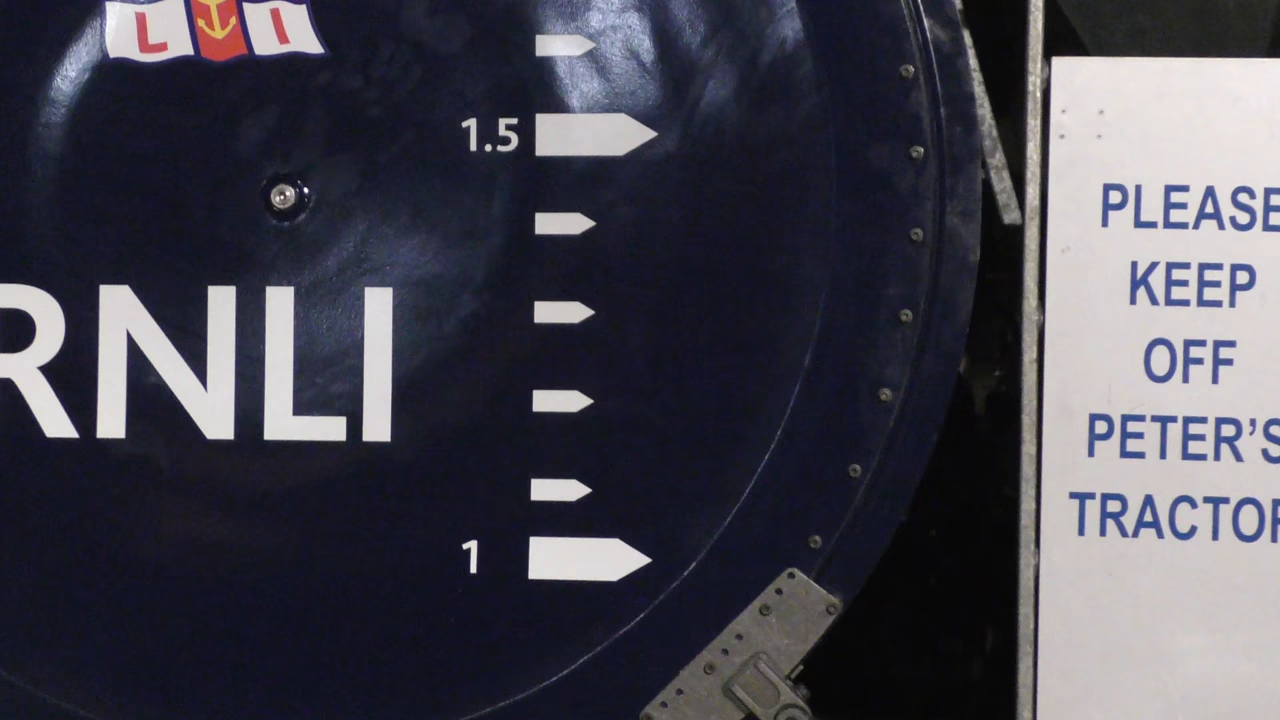 L I
1.5
RNLI
1
PLEASE
KEEP
OFF
PETER'S
TRACTOR